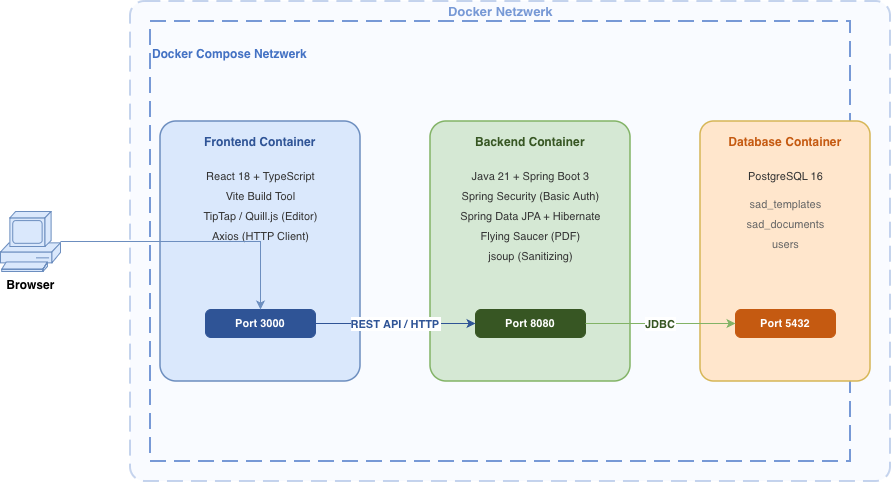 Docker Netzwerk
Docker Compose Netzwerk
Frontend Container
React 18 + TypeScript
Vite Build Tool
TipTap / Quill.js (Editor)
Axios (HTTP Client)
Port 3000
Backend Container
Java 21 + Spring Boot 3
Spring Security (Basic Auth)
Spring Data JPA + Hibernate
Flying Saucer (PDF)
jsoup (Sanitizing)
Port 8080
Database Container
PostgreSQL 16
sad_templates
sad_documents
users
Port 5432
Browser
REST API / HTTP
JDBC